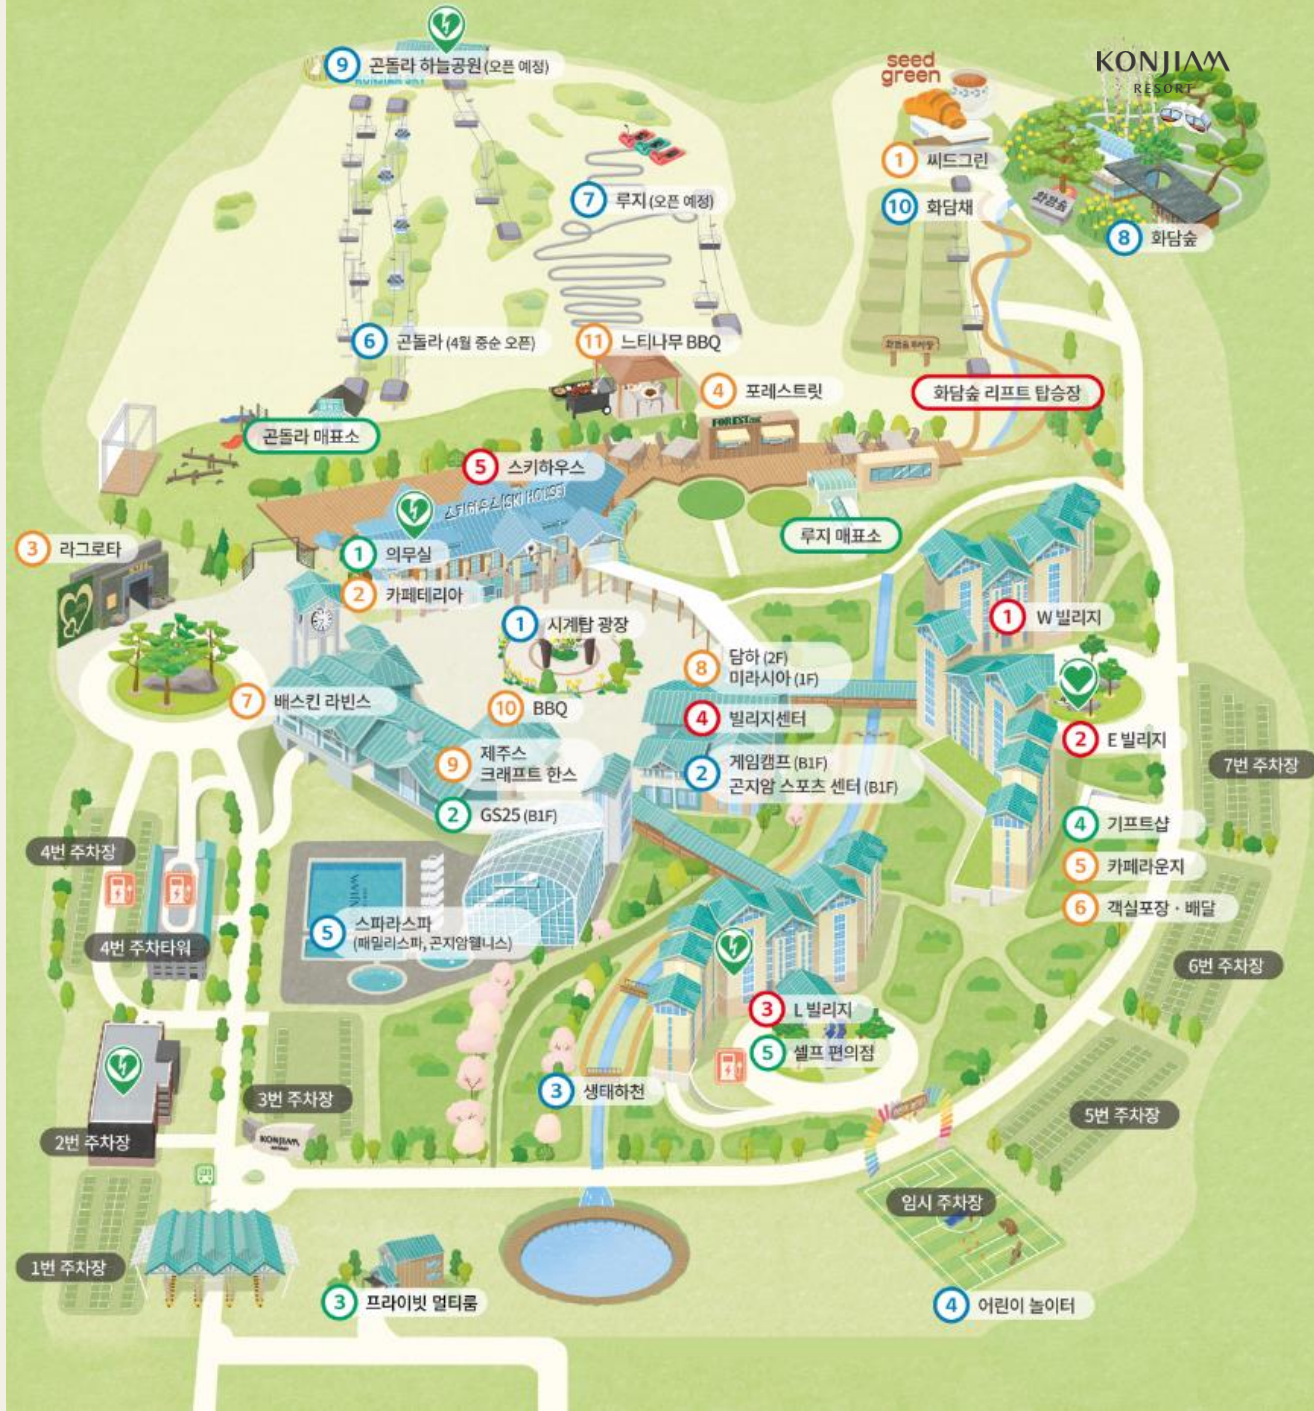 KONJIAM
RESORT
seed
green
9 곤돌라 하늘공원 (오픈 예정)
1 씨드그린
7 루지 (오픈 예정)
10 화담채
화담숲
8 화담숲
6 곤돌라 (4월 중순 오픈)
11 느티나무 BBQ
4 포레스트릿
FOREST
화담숲 리프트 탑승장
곤돌라 매표소
5 스키하우스
스키하우스(SKI HOUSE)
루지 매표소
3 라그로타
1 의무실
2 카페테리아
1 시계탑 광장
1 W 빌리지
8 담하 (2F)
미라시아 (1F)
7 배스킨 라빈스
10 BBQ
4 빌리지센터
2 E 빌리지
9 제주스
크래프트 한스
2 게임캠프 (B1F)
곤지암 스포츠 센터 (B1F)
7번 주차장
2 GS25 (B1F)
4 기프트샵
4번 주차장
5 카페라운지
KONJIAM
6 객실포장 · 배달
5 스파라스파
(패밀리스파, 곤지암웰니스)
4번 주차타워
6번 주차장
3 L 빌리지
5 셀프 편의점
3 생태하천
3번 주차장
5번 주차장
2번 주차장
KONJIAM
임시 주차장
1번 주차장
3 프라이빗 멀티룸
4 어린이 놀이터